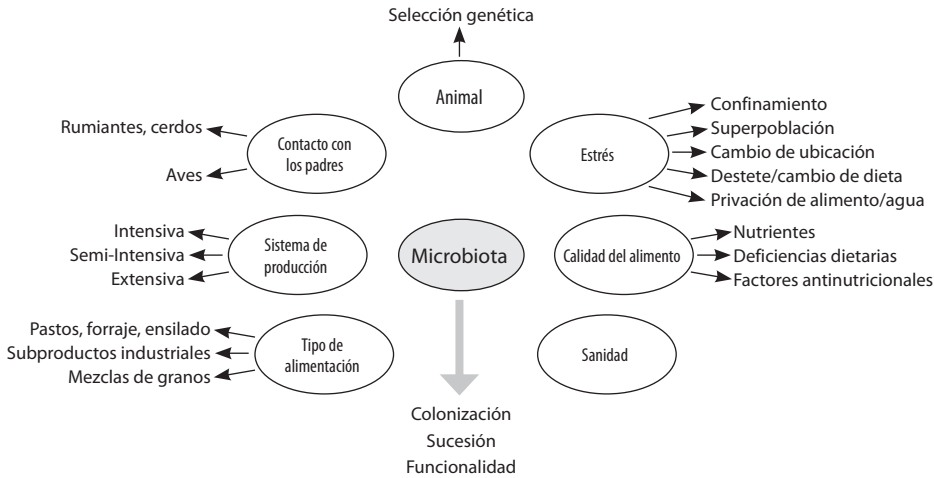 Selección genética
Animal
Rumiantes, cerdos
Aves
Contacto con
los padres
Estrés
Confinamiento
Superpoblación
Cambio de ubicación
Destete/cambio de dieta
Privación de alimento/agua
Intensiva
Semi-Intensiva
Extensiva
Sistema de
producción
Microbiota
Calidad del alimento
Nutrientes
Deficiencias dietarias
Factores antinutricionales
Pastos, forraje, ensilado
Subproductos industriales
Mezclas de granos
Tipo de
alimentación
Sanidad
Colonización
Sucesión
Funcionalidad